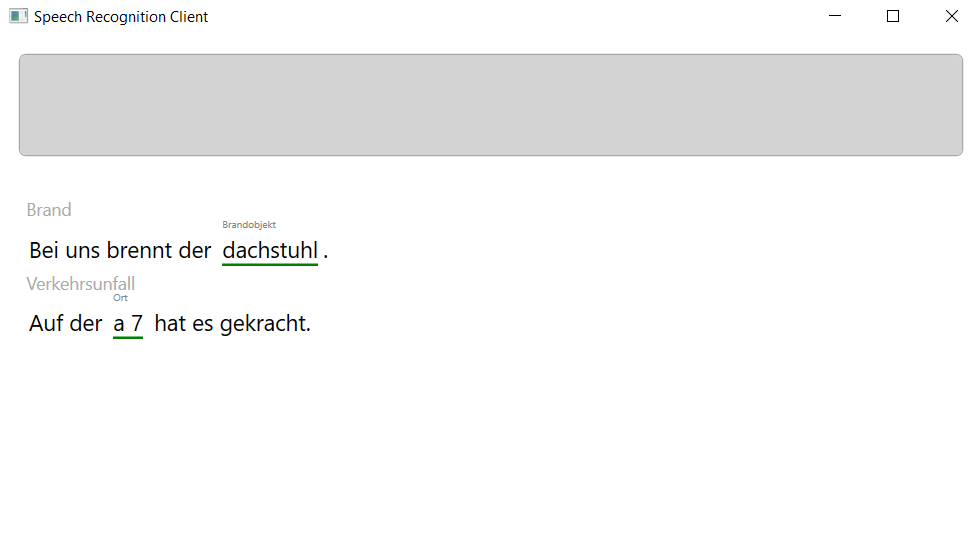 Speech Recognition Client
Brand
Brandobjekt
Bei uns brennt der dachstuhl .
Verkehrsunfall
Ort
Auf der a 7 hat es gekracht.